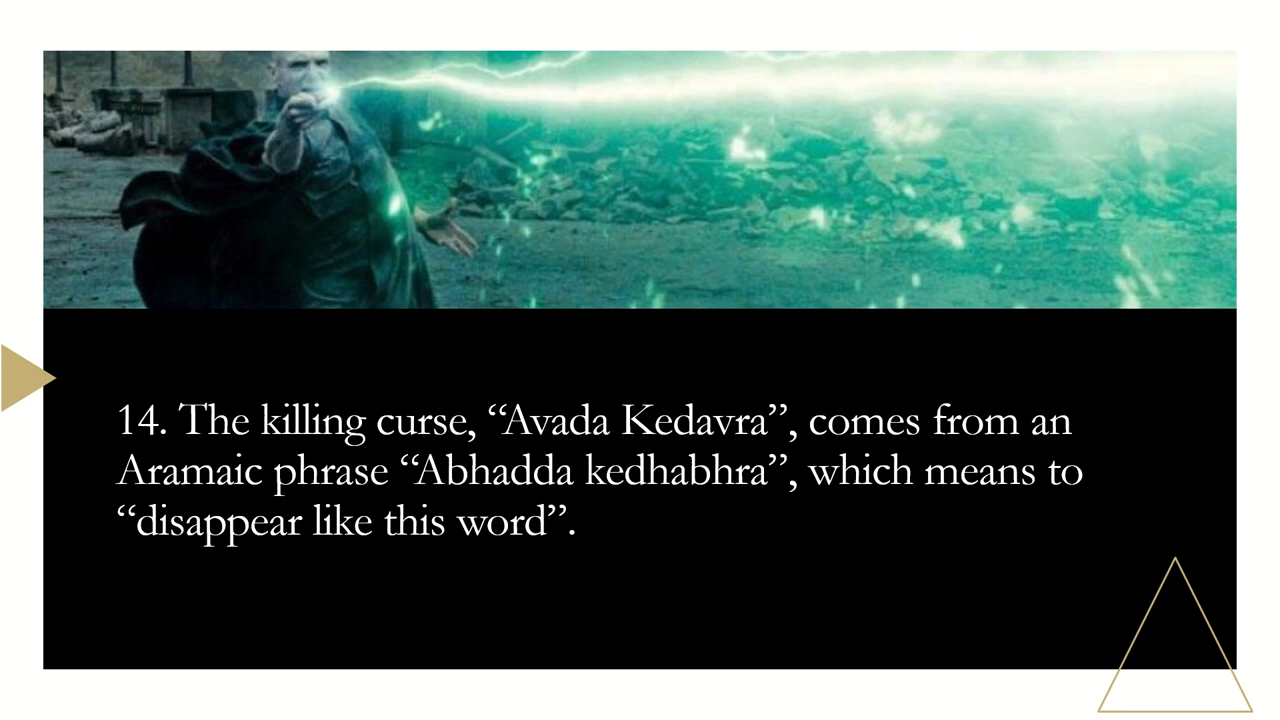 14. The killing curse, “Avada Kedavra”, comes from an
Aramaic phrase “Abhadda kedhabhra”, which means to
“disappear like this word”.